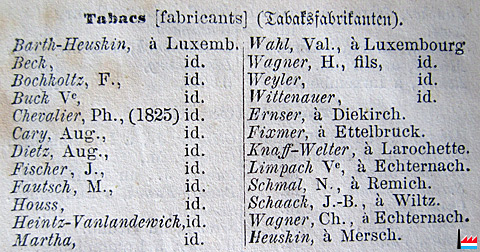 Tabacs [fabricants] (Tabaksfabrikanten).
Barth-Heuskin, à Luxemb.
Beck, id.
Bochkoltz, F., id.
Buck Vᵉ, id.
Chevalier, Ph., (1825) id.
Cary, Aug., id.
Dietz, Aug., id.
Fischer, J., id.
Fautsch, M., id.
Houss, id.
Heintz-Vanlandewick, id.
Martha, id.
Wahl, Val., à Luxembourg
Wagner, H., fils, id.
Weyler, id.
Wittenauer, id.
Ernser, à Diekirch.
Fixmer, à Ettelbruck.
Knaff-Welter, à Larochette.
Limpach Vᵉ, à Echternach.
Schmal, N., à Remich.
Schaack, J.-B., à Wiltz.
Wagner, Ch., à Echternach.
Heuskin, à Mersch.